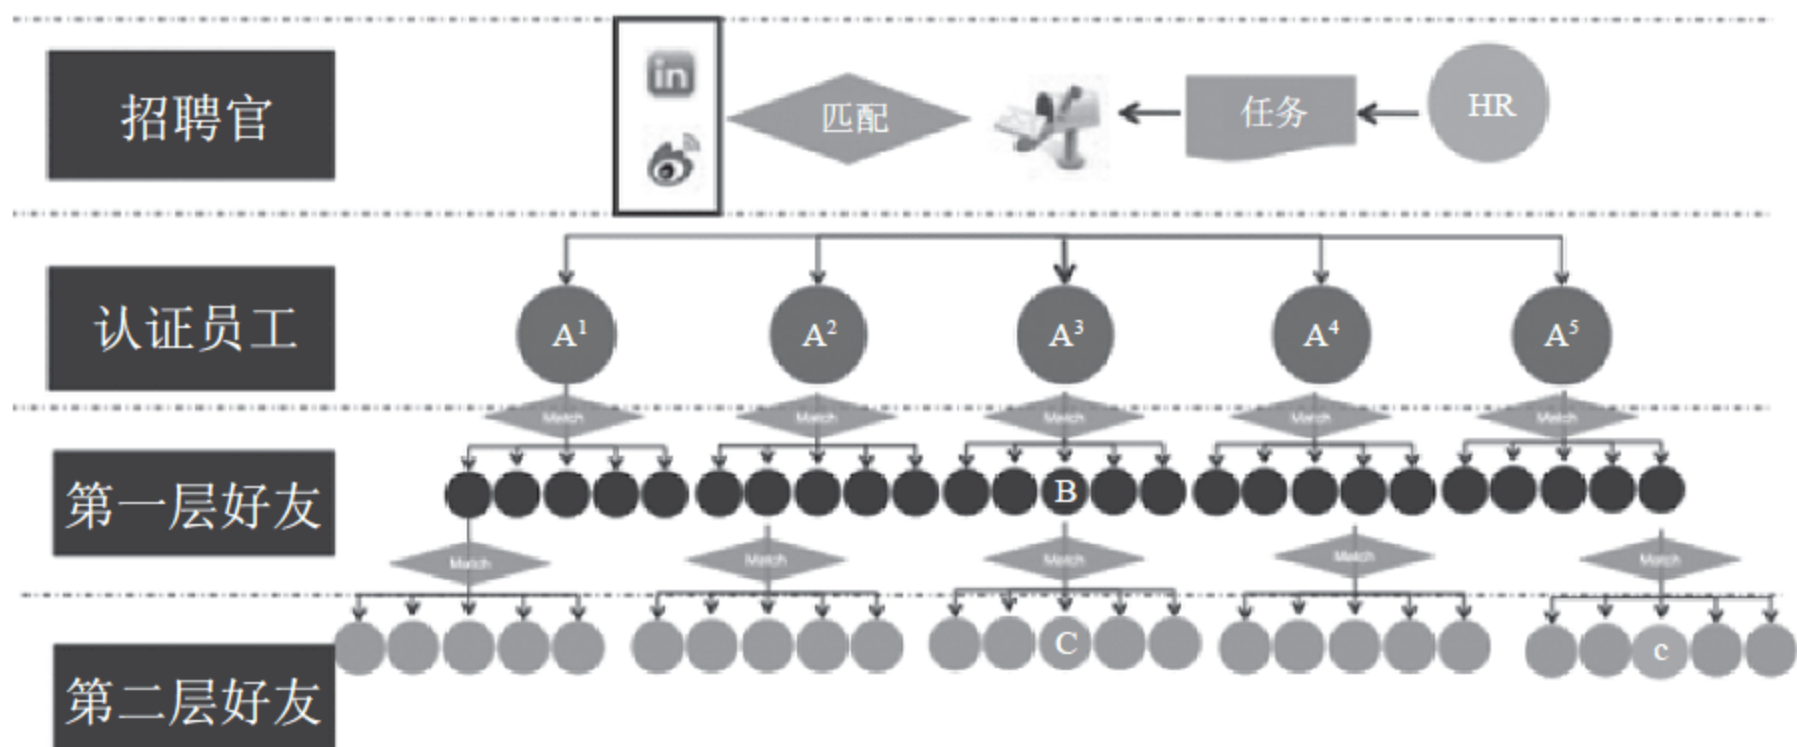 招聘官
in
匹配
任务
HR
认证员工
A¹
A²
A³
A⁴
A⁵
Match
Match
Match
Match
Match
第一层好友
B
Match
Match
Match
Match
Match
第二层好友
C
c